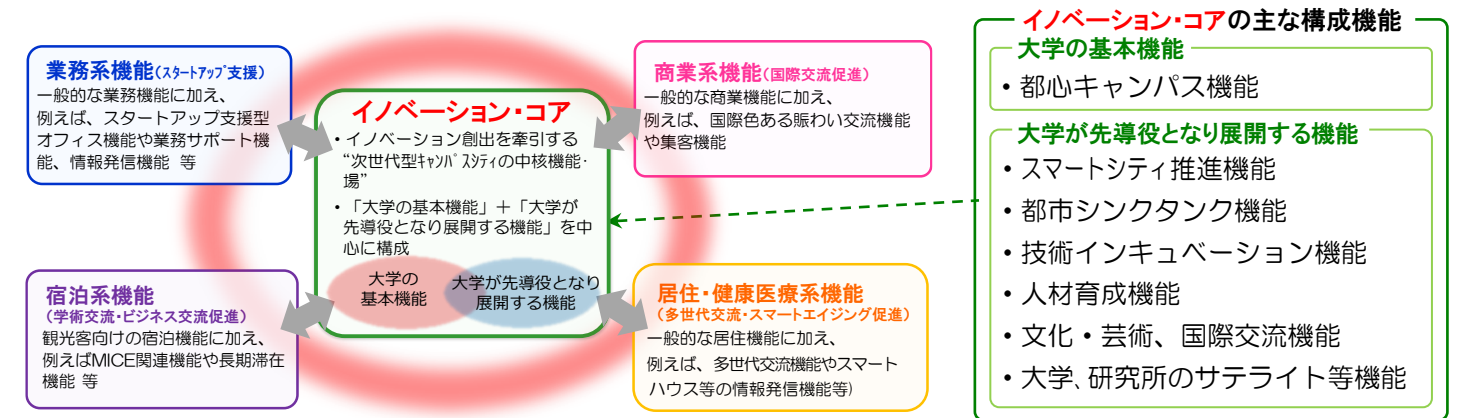 業務系機能(ｽﾀｰﾄｱｯﾌﾟ支援)
一般的な業務機能に加え、
例えば、スタートアップ支援型
オフィス機能や業務サポート機
能、情報発信機能 等
商業系機能(国際交流促進)
一般的な商業機能に加え、
例えば、国際色ある賑わい交流機能
や集客機能
イノベーション・コア
・イノベーション創出を牽引する
“次世代型ｷｬﾝﾊﾟｽｼﾃｨの中核機能・
場”
・「大学の基本機能」＋「大学が
先導役となり展開する機能」を中
心に構成
大学の
基本機能
大学が先導役となり
展開する機能
宿泊系機能
(学術交流・ビジネス交流促進)
観光客向けの宿泊機能に加え、
例えばMICE関連機能や長期滞在
機能 等
居住・健康医療系機能
(多世代交流・スマートエイジング促進)
一般的な居住機能に加え、
例えば、多世代交流機能やスマート
ハウス等の情報発信機能等)
イノベーション・コアの主な構成機能
大学の基本機能
・都心キャンパス機能
大学が先導役となり展開する機能
・スマートシティ推進機能
・都市シンクタンク機能
・技術インキュベーション機能
・人材育成機能
・文化・芸術、国際交流機能
・大学、研究所のサテライト等機能